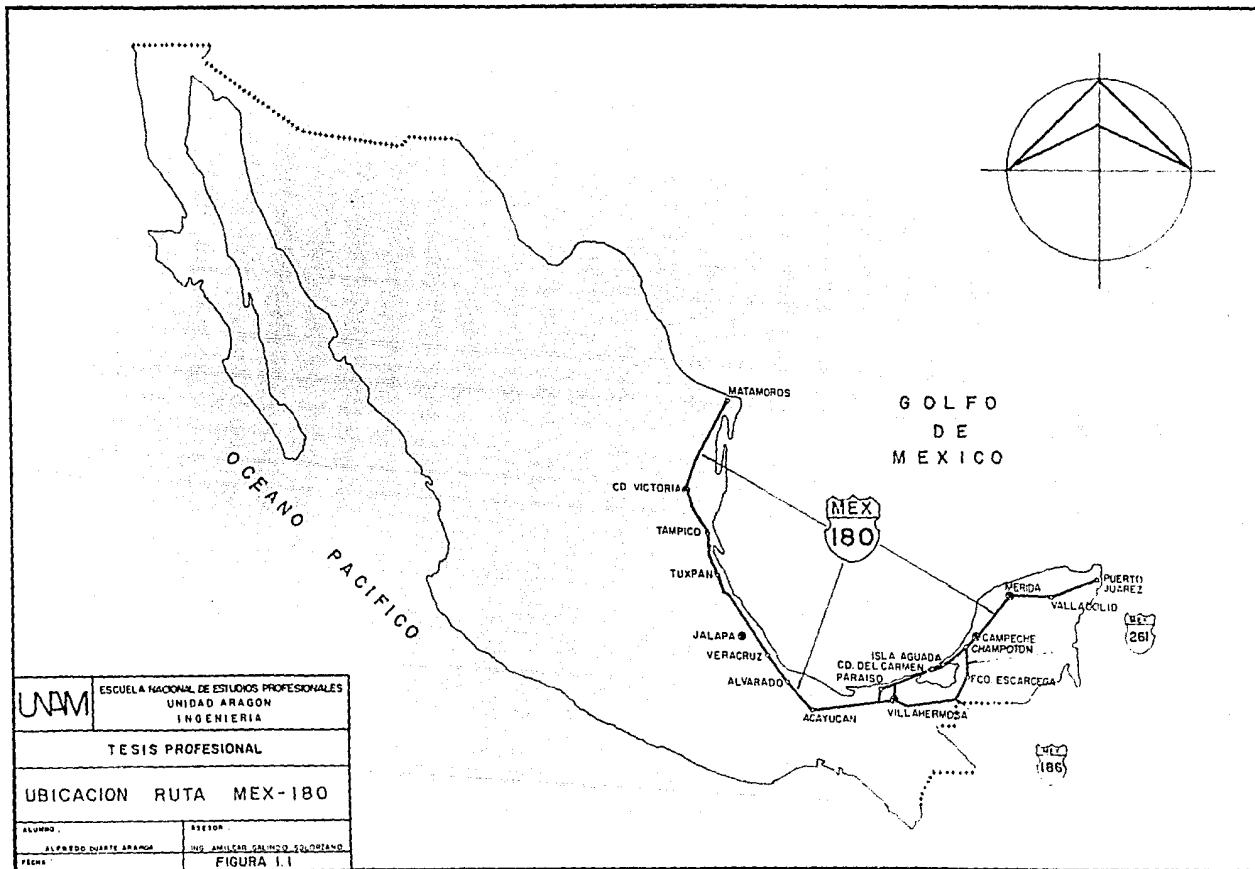 MATAMOROS
GOLFO
DE
MEXICO
CD VICTORIA
TAMPICO
TUXPAN
JALAPA
VERACRUZ
ALVARADO
ACAYUCAN
MEX
180
OCEANO PACIFICO
MERIDA
PUERTO
JUAREZ
VALLADOLID
MEX
261
CAMPECHE
CHAMPOTON
ISLA AGUADA
CD. DEL CARMEN
PARAISO
FCO. ESCARCEGA
VILLAHERMOSA
MEX
186
UNAM
ESCUELA NACIONAL DE ESTUDIOS PROFESIONALES
UNIDAD ARAGON
INGENIERIA
TESIS PROFESIONAL
UBICACION RUTA MEX-180
ALUMNO:
ALFREDO DUARTE ARANDA
ASESOR:
ING. AMILCAR GALINDO SOLORZANO
FECHA:
FIGURA 1.1